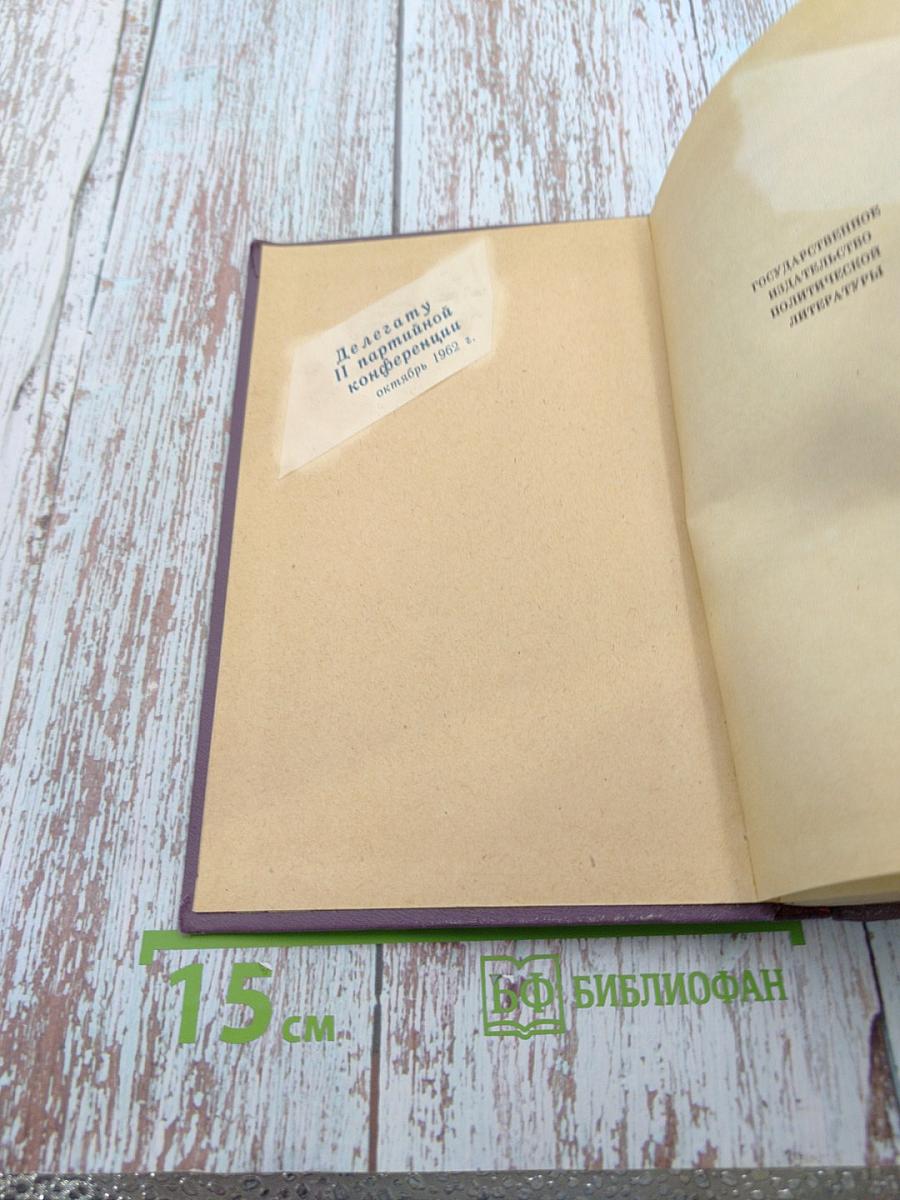 Делегату
II партийной
конференции
октябрь 1962 г.
ГОСУДАРСТВЕННОЕ
ИЗДАТЕЛЬСТВО
ПОЛИТИЧЕСКОЙ
ЛИТЕРАТУРЫ
15 см
БФ БИБЛИОФАН